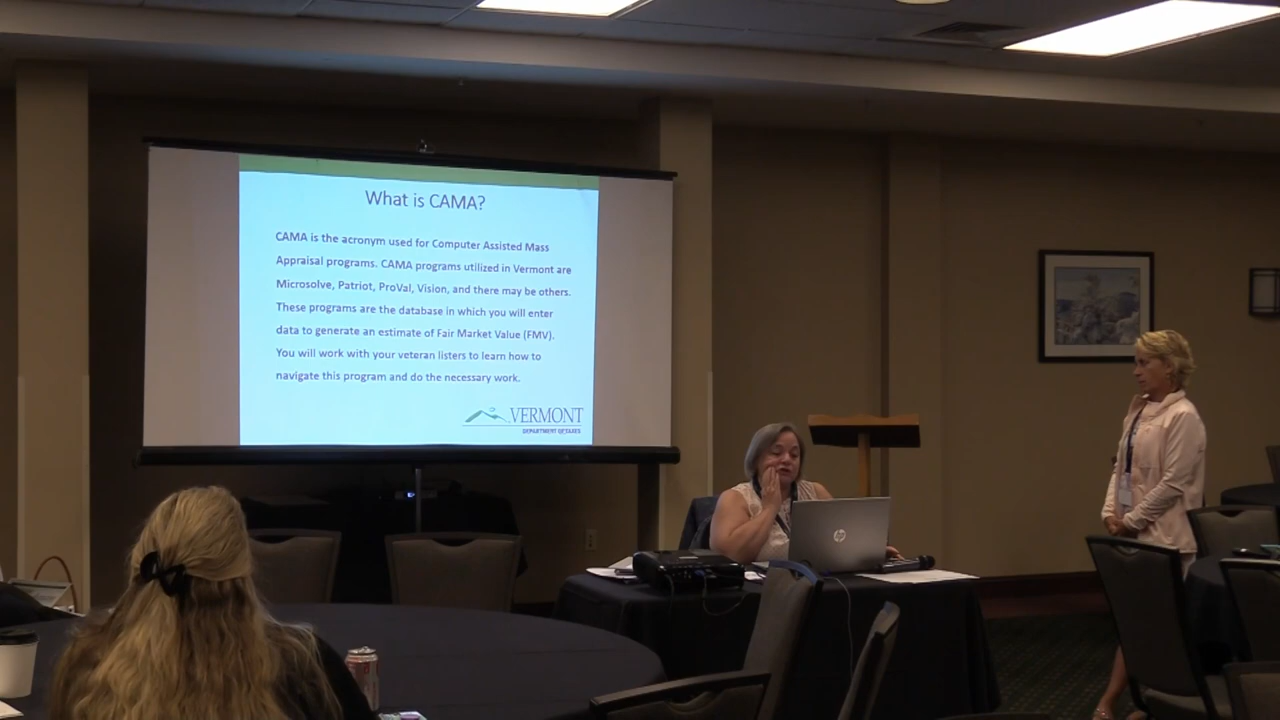 What is CAMA?
CAMA is the acronym used for Computer Assisted Mass
Appraisal programs. CAMA programs utilized in Vermont are
Microsolve, Patriot, ProVal, Vision, and there may be others.
These programs are the database in which you will enter
data to generate an estimate of Fair Market Value (FMV).
You will work with your veteran listers to learn how to
navigate this program and do the necessary work.
VERMONT
DEPARTMENT OF TAXES
hp